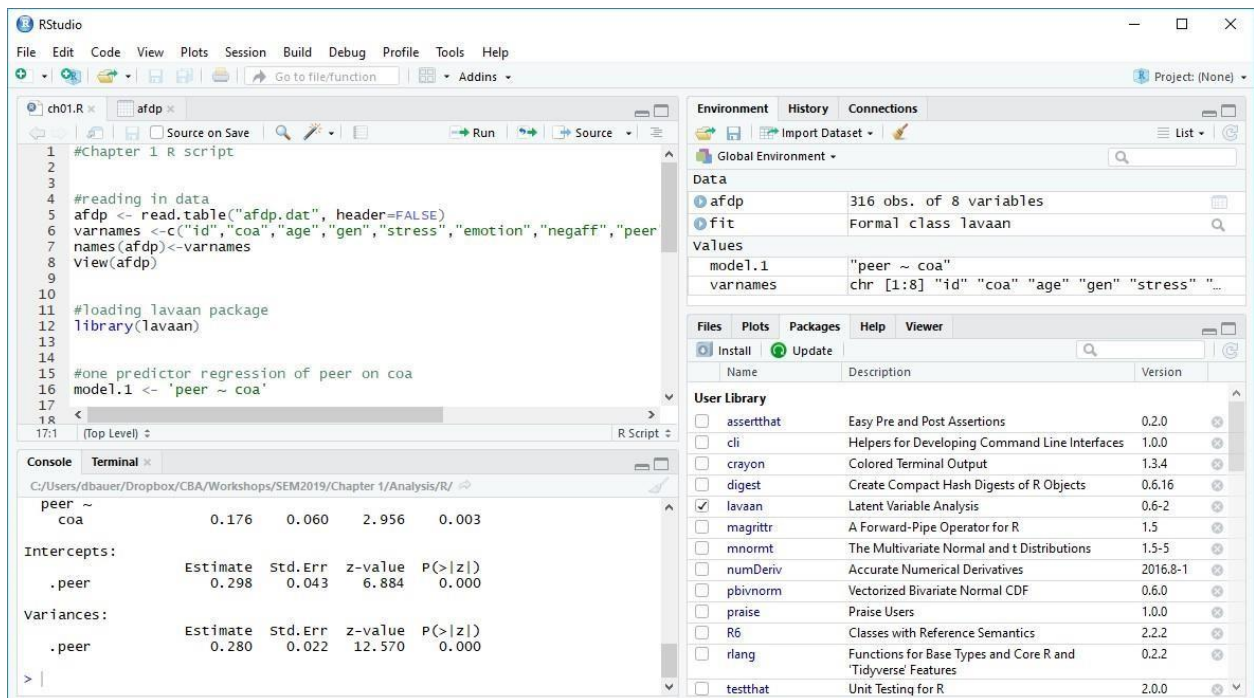 RStudio
File Edit Code View Plots Session Build Debug Profile Tools Help
Go to file/function Addins Project: (None)
ch01.R afdp
Source on Save Run Source
1 #Chapter 1 R script
2
3
4 #reading in data
5 afdp <- read.table("afdp.dat", header=FALSE)
6 varnames <-c("id","coa","age","gen","stress","emotion","negaff","peer
7 names(afdp)<-varnames
8 View(afdp)
9
10
11 #loading lavaan package
12 library(lavaan)
13
14
15 #one predictor regression of peer on coa
16 model.1 <- 'peer ~ coa'
17
18
17:1 (Top Level) R Script
Console Terminal
C:/Users/dbauer/Dropbox/CBA/Workshops/SEM2019/Chapter 1/Analysis/R/
peer ~
coa 0.176 0.060 2.956 0.003
Intercepts:
Estimate Std.Err z-value P(>|z|)
.peer 0.298 0.043 6.884 0.000
Variances:
Estimate Std.Err z-value P(>|z|)
.peer 0.280 0.022 12.570 0.000
>
Environment History Connections
Import Dataset List
Global Environment
Data
afdp 316 obs. of 8 variables
fit Formal class lavaan
Values
model.1 "peer ~ coa"
varnames chr [1:8] "id" "coa" "age" "gen" "stress" "…
Files Plots Packages Help Viewer
Install Update
Name Description Version
User Library
assertthat Easy Pre and Post Assertions 0.2.0
cli Helpers for Developing Command Line Interfaces 1.0.0
crayon Colored Terminal Output 1.3.4
digest Create Compact Hash Digests of R Objects 0.6.16
lavaan Latent Variable Analysis 0.6-2
magrittr A Forward-Pipe Operator for R 1.5
mnormt The Multivariate Normal and t Distributions 1.5-5
numDeriv Accurate Numerical Derivatives 2016.8-1
pbivnorm Vectorized Bivariate Normal CDF 0.6.0
praise Praise Users 1.0.0
R6 Classes with Reference Semantics 2.2.2
rlang Functions for Base Types and Core R and 0.2.2
'Tidyverse' Features
testthat Unit Testing for R 2.0.0